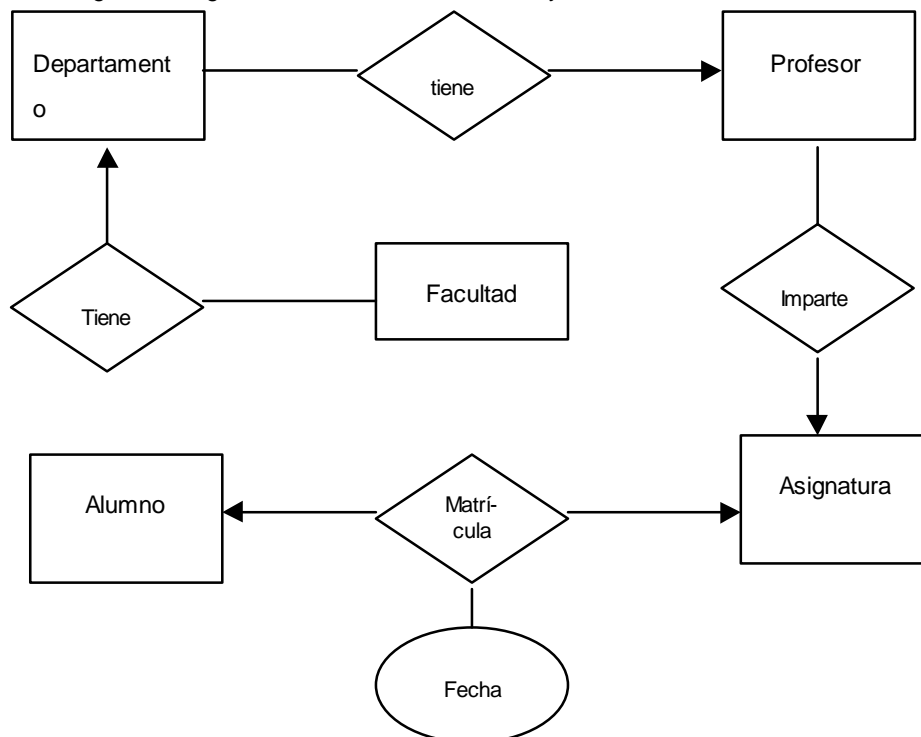 Departament
o
tiene
Profesor
Tiene
Facultad
Imparte
Alumno
Matrí-
cula
Asignatura
Fecha